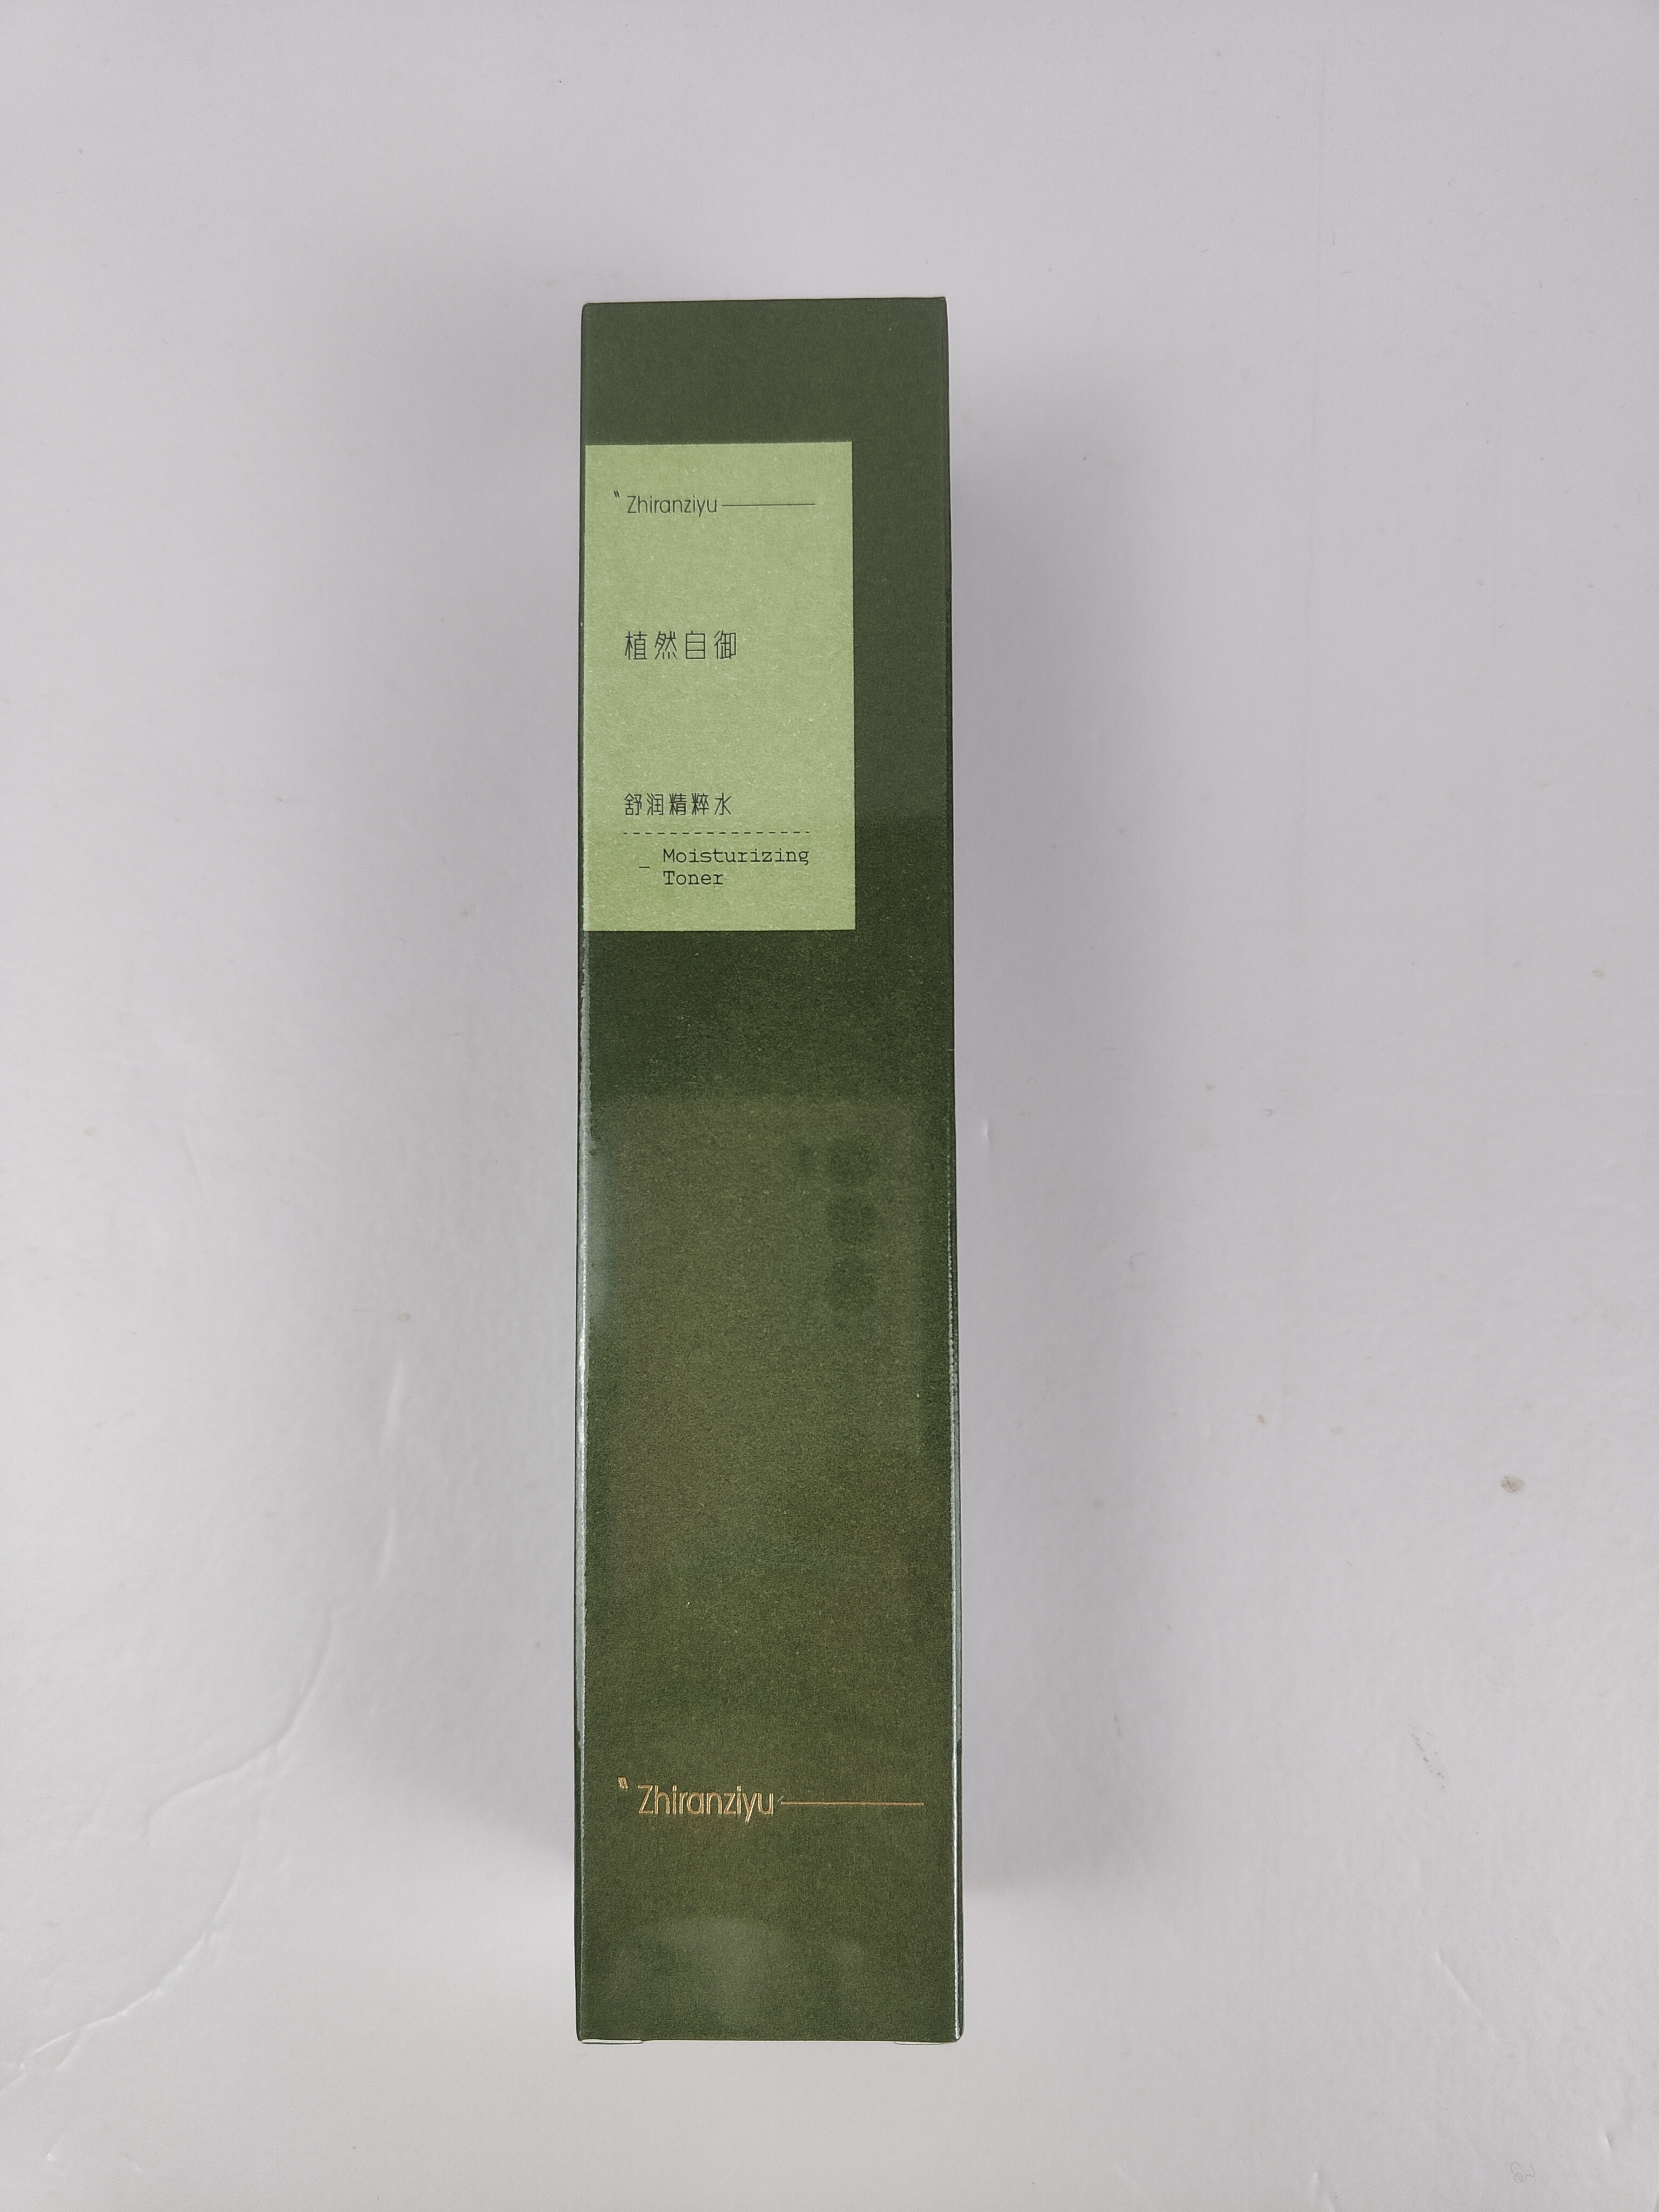 Zhiranziyu
植然自御
舒润精粹水
Moisturizing
Toner
Zhiranziyu